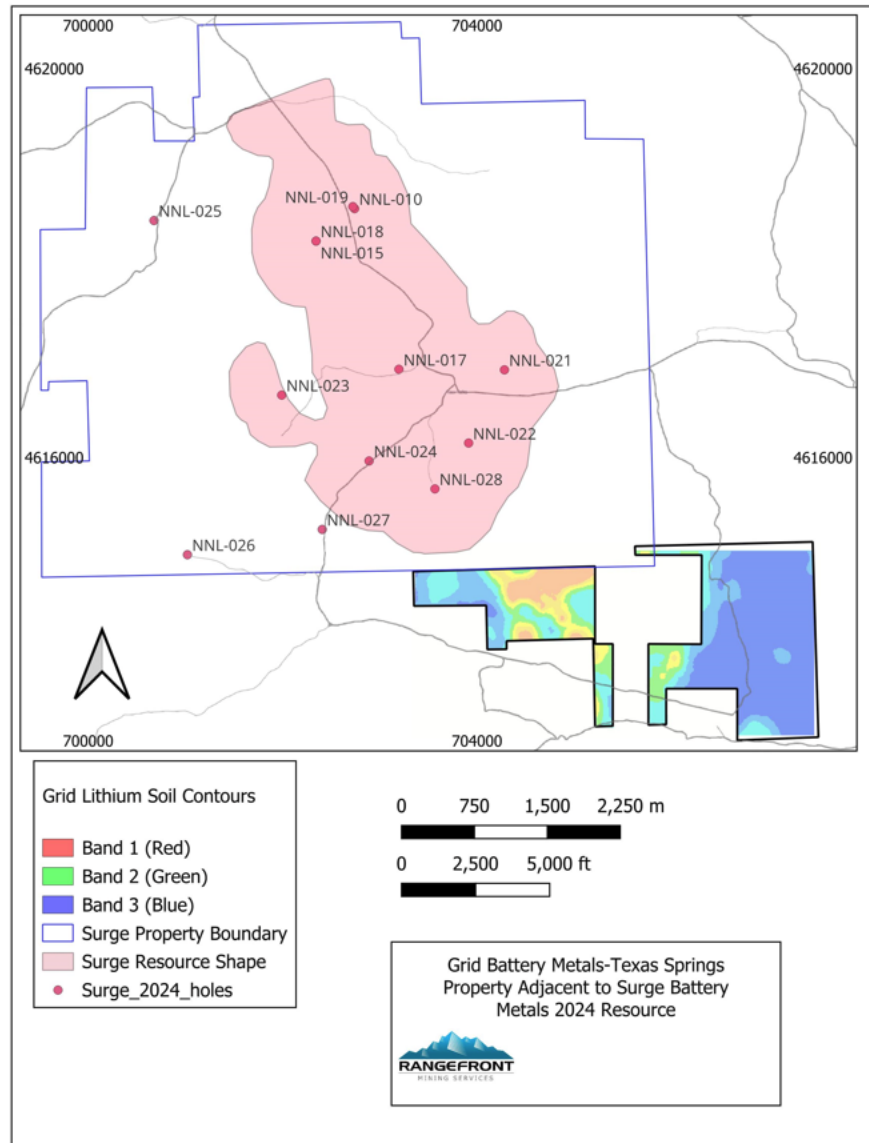 700000
704000
4620000
4620000
NNL-019
NNL-010
NNL-025
NNL-018
NNL-015
NNL-017
NNL-021
NNL-023
NNL-022
4616000
4616000
NNL-024
NNL-028
NNL-027
NNL-026
700000
704000
Grid Lithium Soil Contours
Band 1 (Red)
Band 2 (Green)
Band 3 (Blue)
Surge Property Boundary
Surge Resource Shape
Surge_2024_holes
0 750 1,500 2,250 m
0 2,500 5,000 ft
Grid Battery Metals-Texas Springs
Property Adjacent to Surge Battery
Metals 2024 Resource
RANGEFRONT
MINING SERVICES